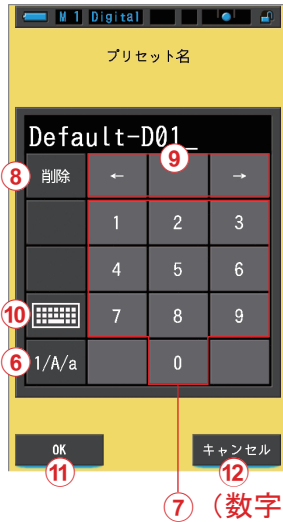 M 1 Digital
プリセット名
Default-D01_
⑨
⑧ 削除 ← →
1 2 3
4 5 6
⑩ 7 8 9
⑥ 1/A/a 0
OK キャンセル
⑪ ⑫
⑦ (数字